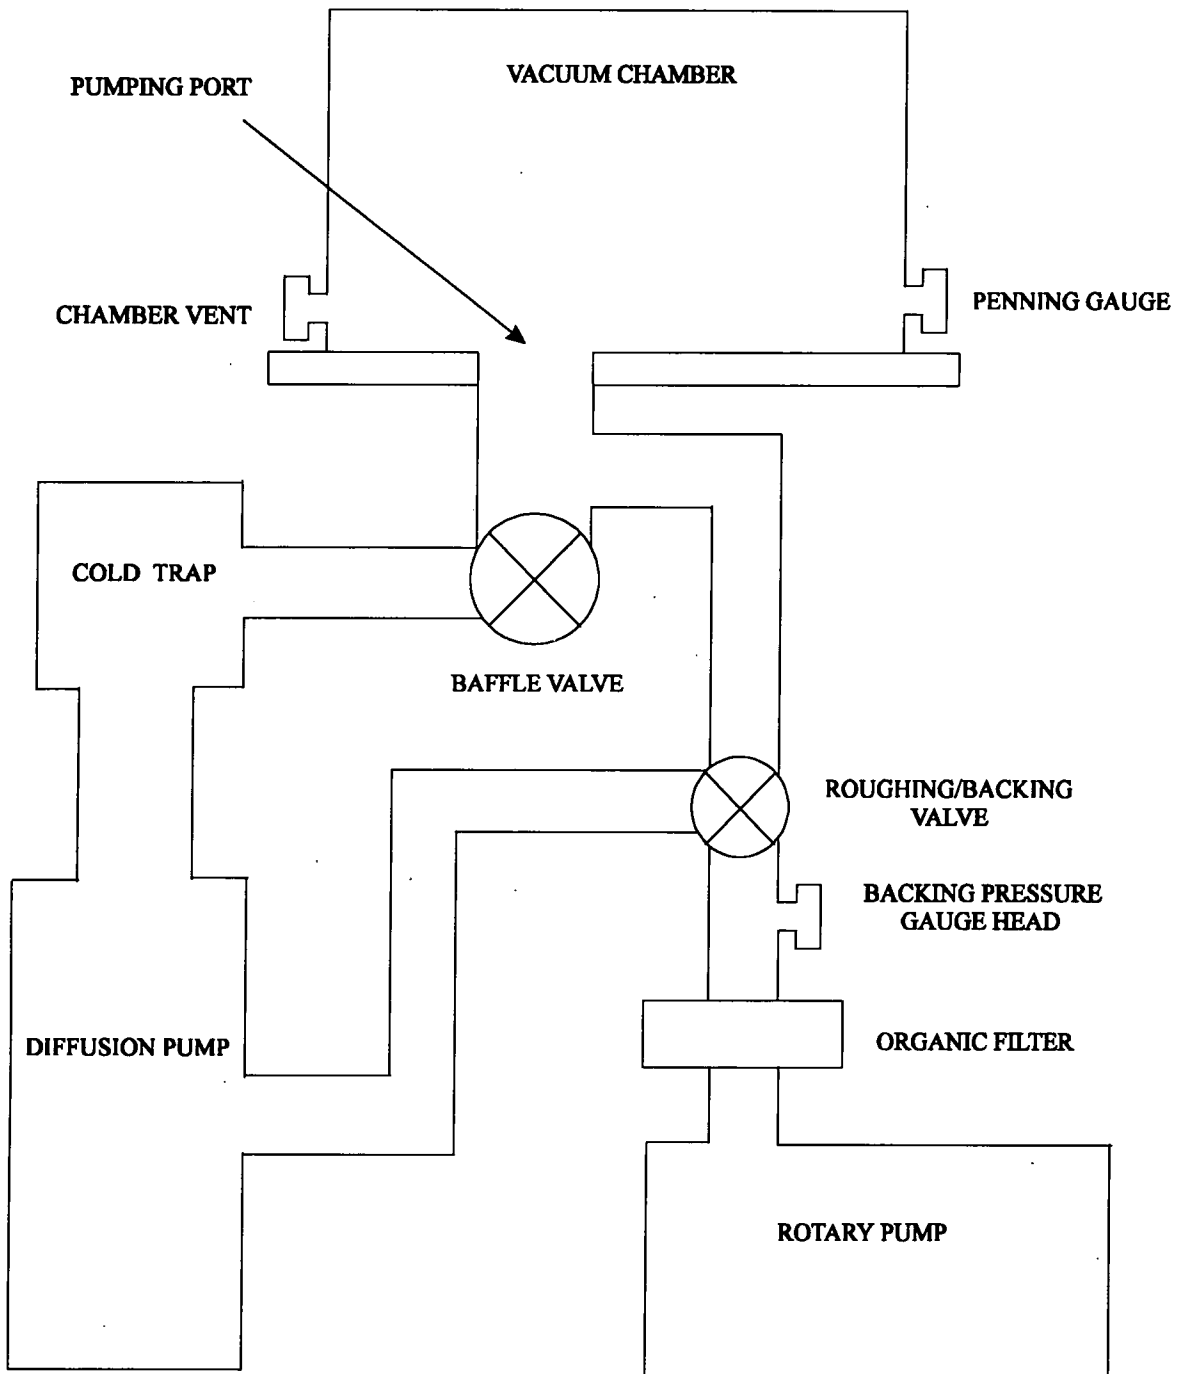 VACUUM CHAMBER
PUMPING PORT
CHAMBER VENT
PENNING GAUGE
COLD TRAP
BAFFLE VALVE
ROUGHING/BACKING
VALVE
BACKING PRESSURE
GAUGE HEAD
DIFFUSION PUMP
ORGANIC FILTER
ROTARY PUMP